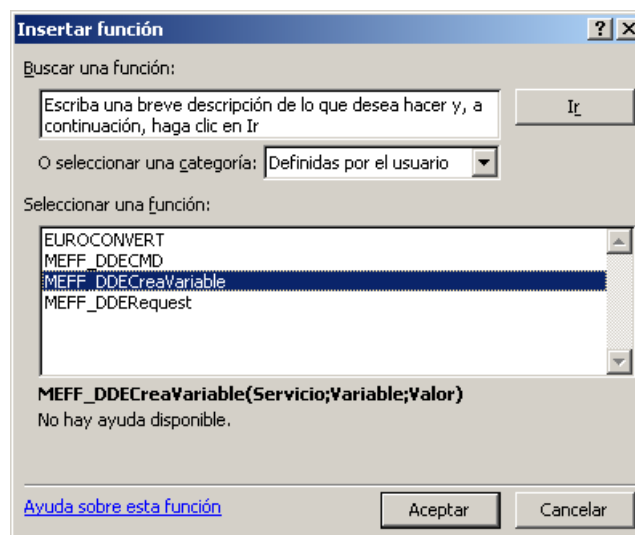 Insertar función
Buscar una función:
Escriba una breve descripción de lo que desea hacer y, a
continuación, haga clic en Ir
Ir
O seleccionar una categoría: Definidas por el usuario
Seleccionar una función:
EUROCONVERT
MEFF_DDECMD
MEFF_DDECreaVariable
MEFF_DDERequest
MEFF_DDECreaVariable(Servicio;Variable;Valor)
No hay ayuda disponible.
Ayuda sobre esta función
Aceptar
Cancelar